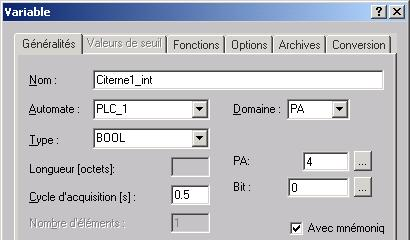 Variable
Généralités Valeurs de seuil Fonctions Options Archives Conversion
Nom : Citerne1_int
Automate : PLC_1 Domaine : PA
Type : BOOL
Longueur [octets]: PA: 4 ...
Cycle d'acquisition [s] : 0.5 Bit : 0 ...
Nombre d'éléments : 1 Avec mnémoniq